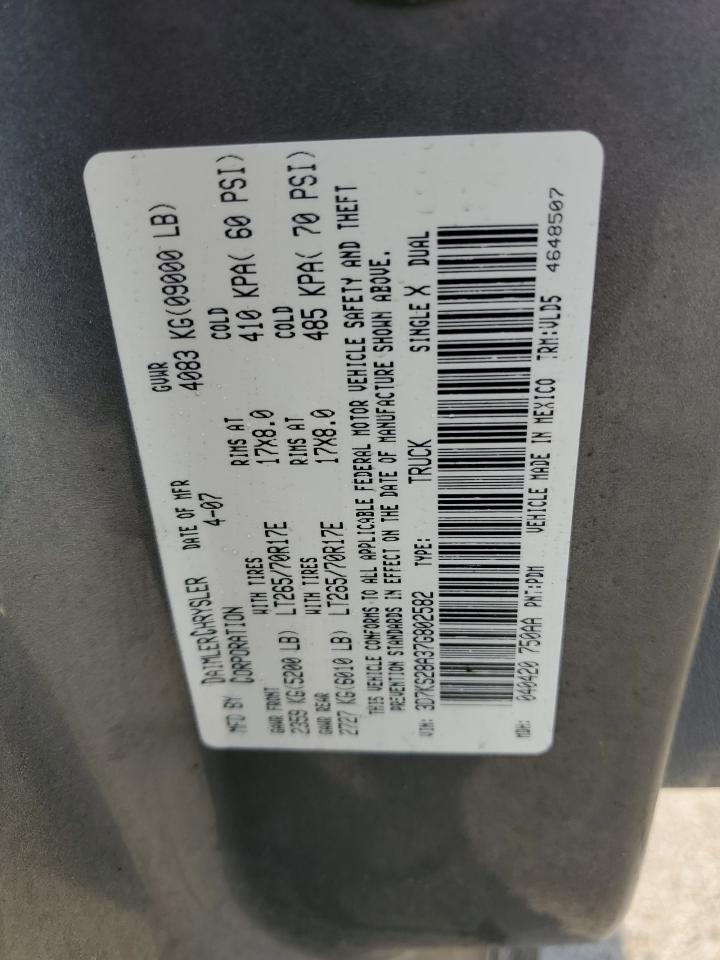 MFD BY DAIMLERCHRYSLER DATE OF MFR GVWR
CORPORATION 4-07 4083 KG(09000 LB)
GAWR FRONT WITH TIRES RIMS AT COLD
2359 KG(5200 LB) LT265/70R17E 17X8.0 410 KPA( 60 PSI)
GAWR REAR WITH TIRES RIMS AT COLD
2727 KG(6010 LB) LT265/70R17E 17X8.0 485 KPA( 70 PSI)
THIS VEHICLE CONFORMS TO ALL APPLICABLE FEDERAL MOTOR VEHICLE SAFETY AND THEFT
PREVENTION STANDARDS IN EFFECT ON THE DATE OF MANUFACTURE SHOWN ABOVE.
VIN: 3D7KS28A37G802582 TYPE: TRUCK SINGLE X DUAL
MDH: 040420 750AA PNT:PDM VEHICLE MADE IN MEXICO TRM:VLD5 4648507